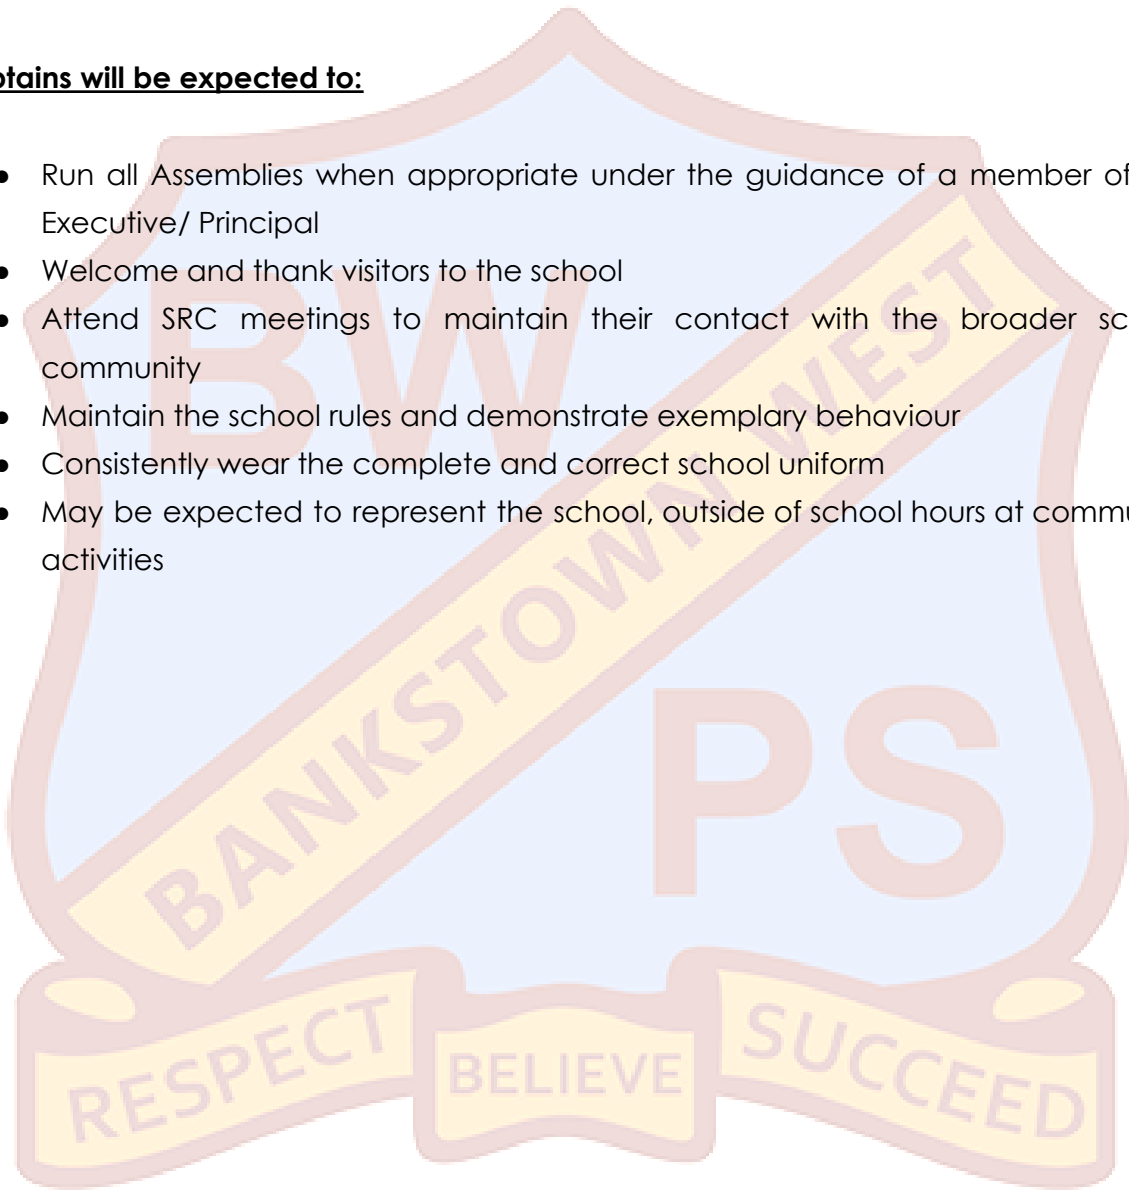 ptains will be expected to:
● Run all Assemblies when appropriate under the guidance of a member of
Executive/ Principal
● Welcome and thank visitors to the school
● Attend SRC meetings to maintain their contact with the broader sc
community
● Maintain the school rules and demonstrate exemplary behaviour
● Consistently wear the complete and correct school uniform
● May be expected to represent the school, outside of school hours at commu
activities
BW
BANKSTOWN WEST
PS
RESPECT
BELIEVE
SUCCEED